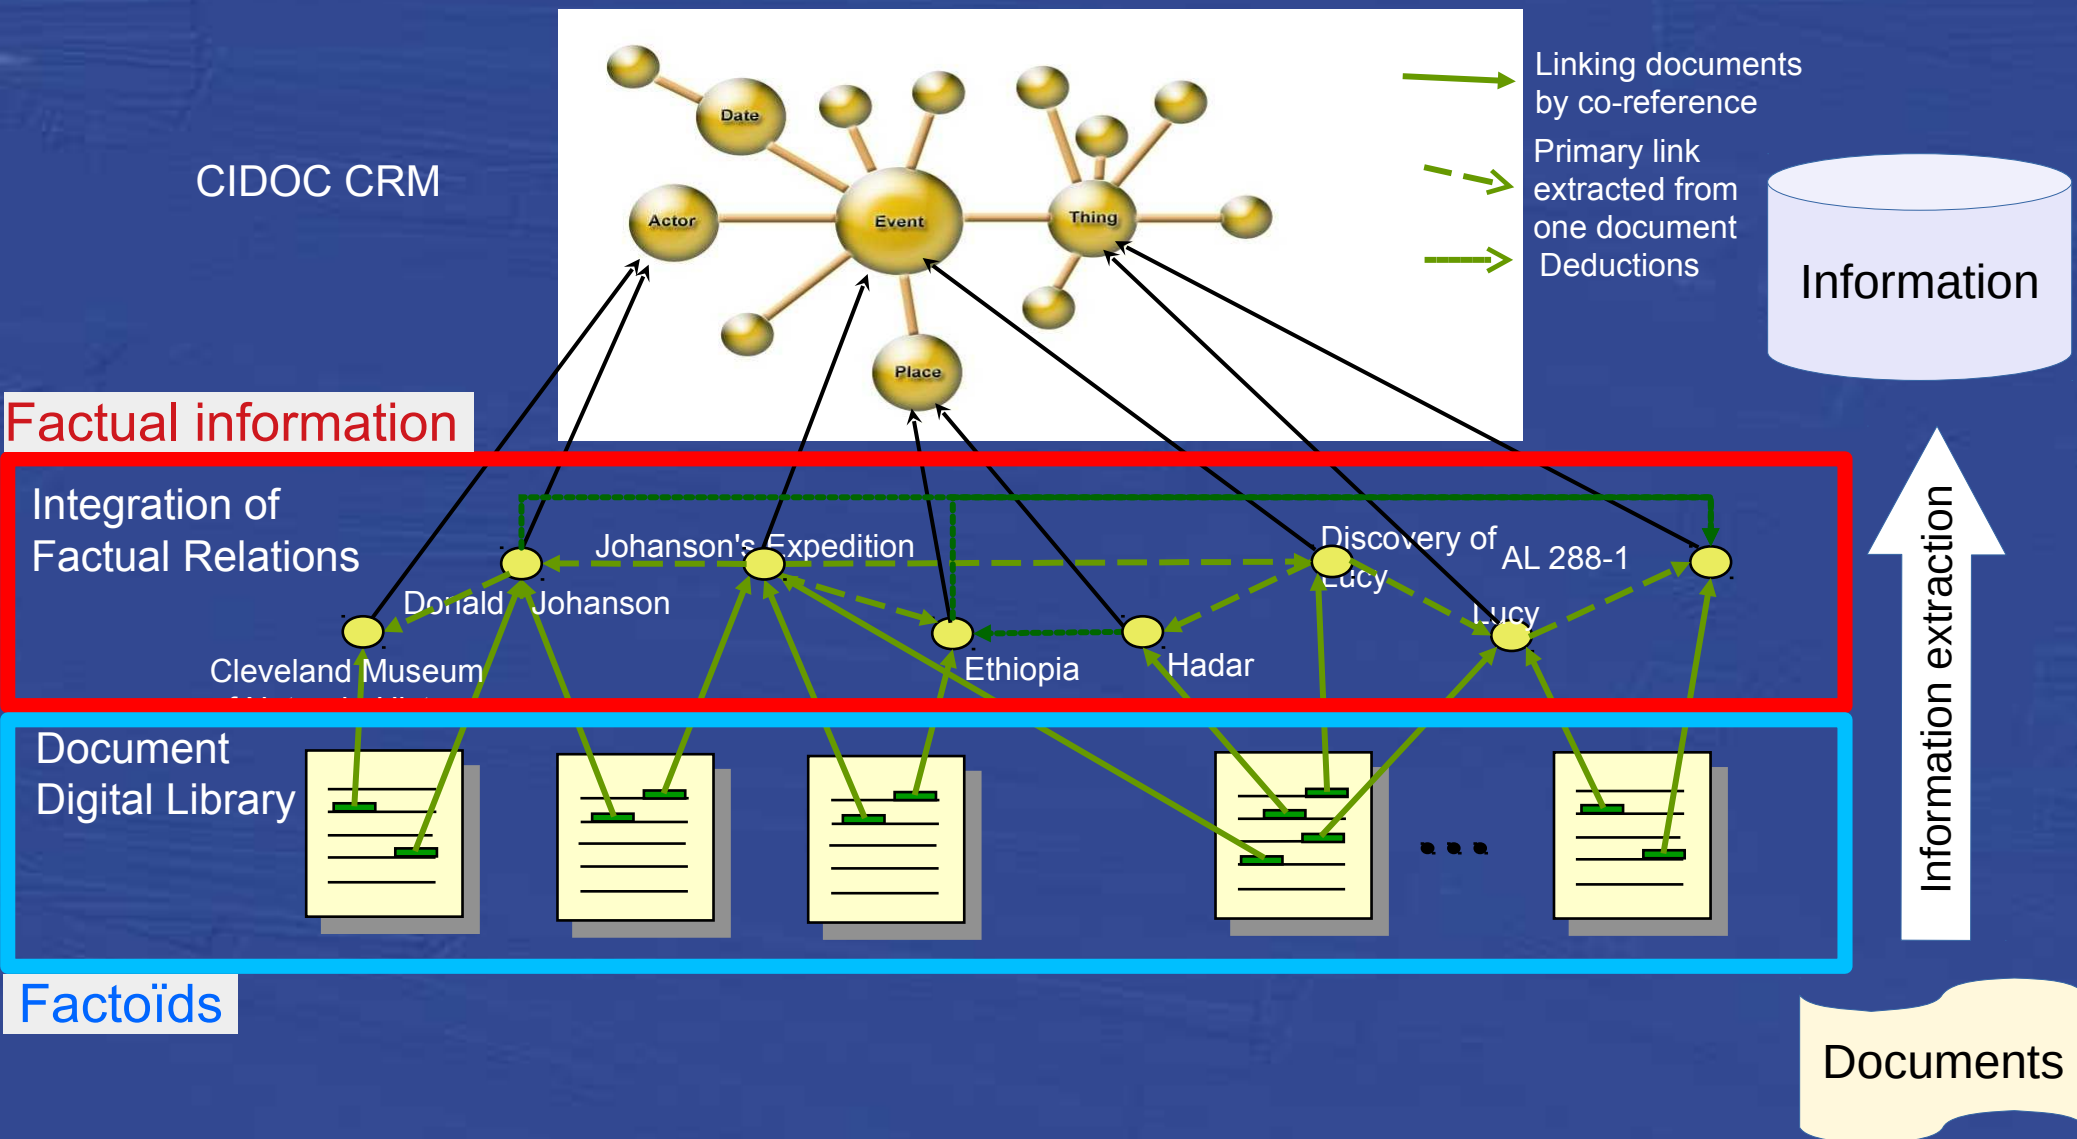 Linking documents
by co-reference
Primary link
extracted from
one document
Deductions
CIDOC CRM
Date
Actor
Event
Thing
Place
Information
Factual information
Integration of
Factual Relations
Johanson's Expedition
Discovery of
Lucy
AL 288-1
Donald Johanson
Lucy
Cleveland Museum
Ethiopia
Hadar
Information extraction
Document
Digital Library
Factoïds
Documents